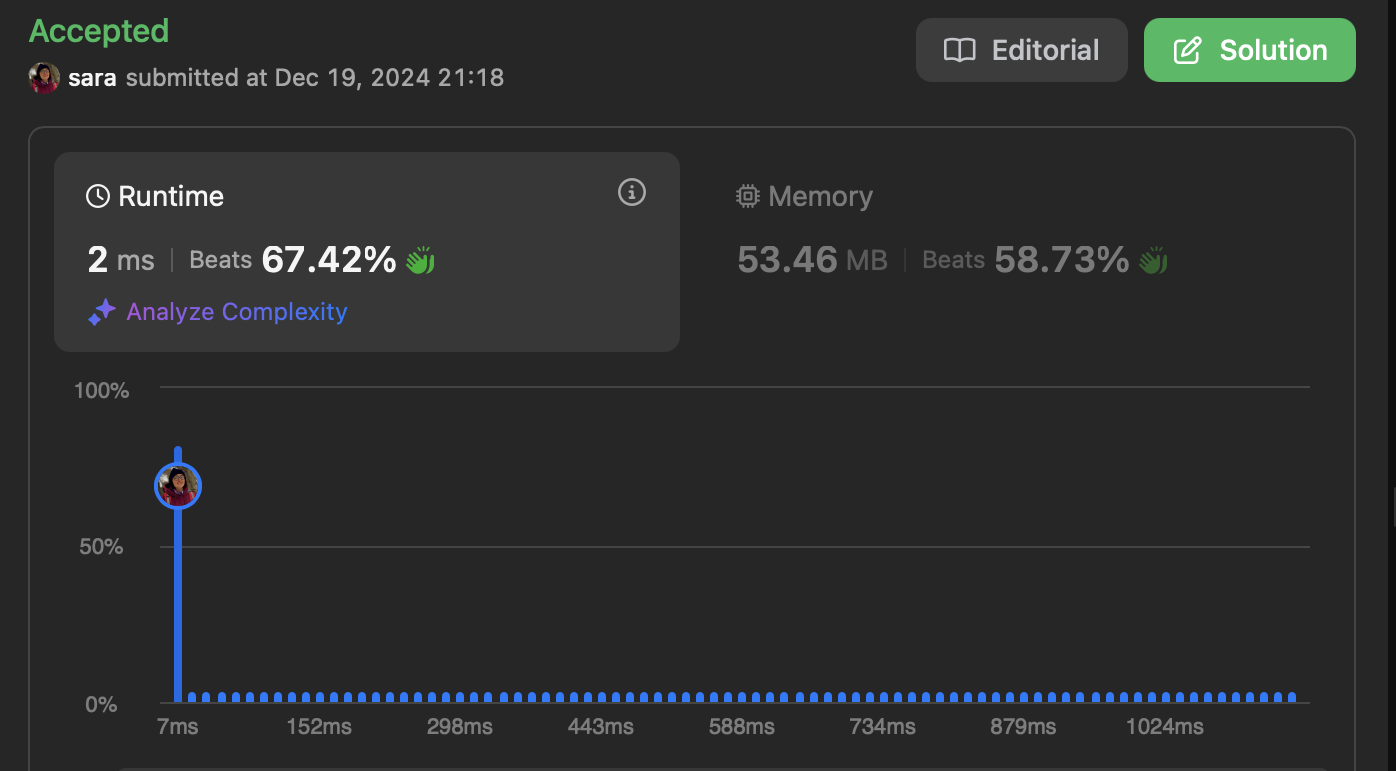 Accepted
sara submitted at Dec 19, 2024 21:18
Editorial
Solution
Runtime
2 ms | Beats 67.42%
Analyze Complexity
Memory
53.46 MB | Beats 58.73%
100%
50%
0%
7ms 152ms 298ms 443ms 588ms 734ms 879ms 1024ms